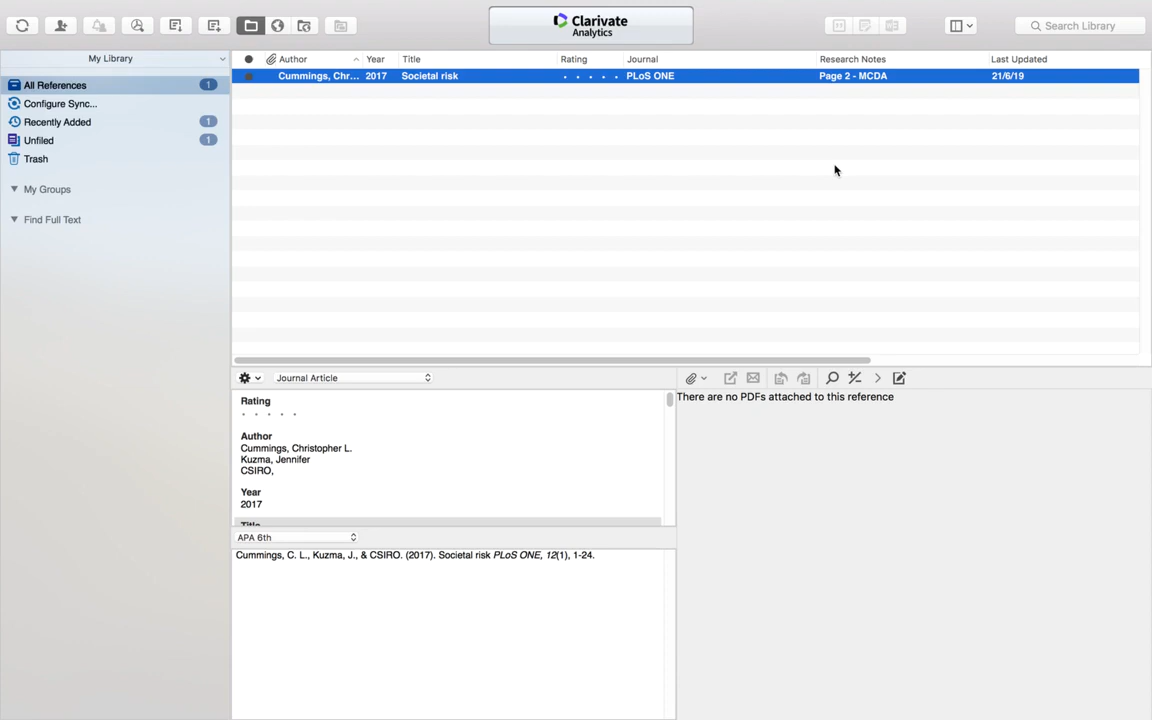 Clarivate
Analytics
Search Library
My Library
Author Year Title Rating Journal Research Notes Last Updated
All References 1
Cummings, Chr... 2017 Societal risk PLoS ONE Page 2 - MCDA 21/6/19
Configure Sync...
Recently Added 1
Unfiled 1
Trash
My Groups
Find Full Text
Journal Article
There are no PDFs attached to this reference
Rating
Author
Cummings, Christopher L.
Kuzma, Jennifer
CSIRO,
Year
2017
Title
APA 6th
Cummings, C. L., Kuzma, J., & CSIRO. (2017). Societal risk PLoS ONE, 12(1), 1-24.